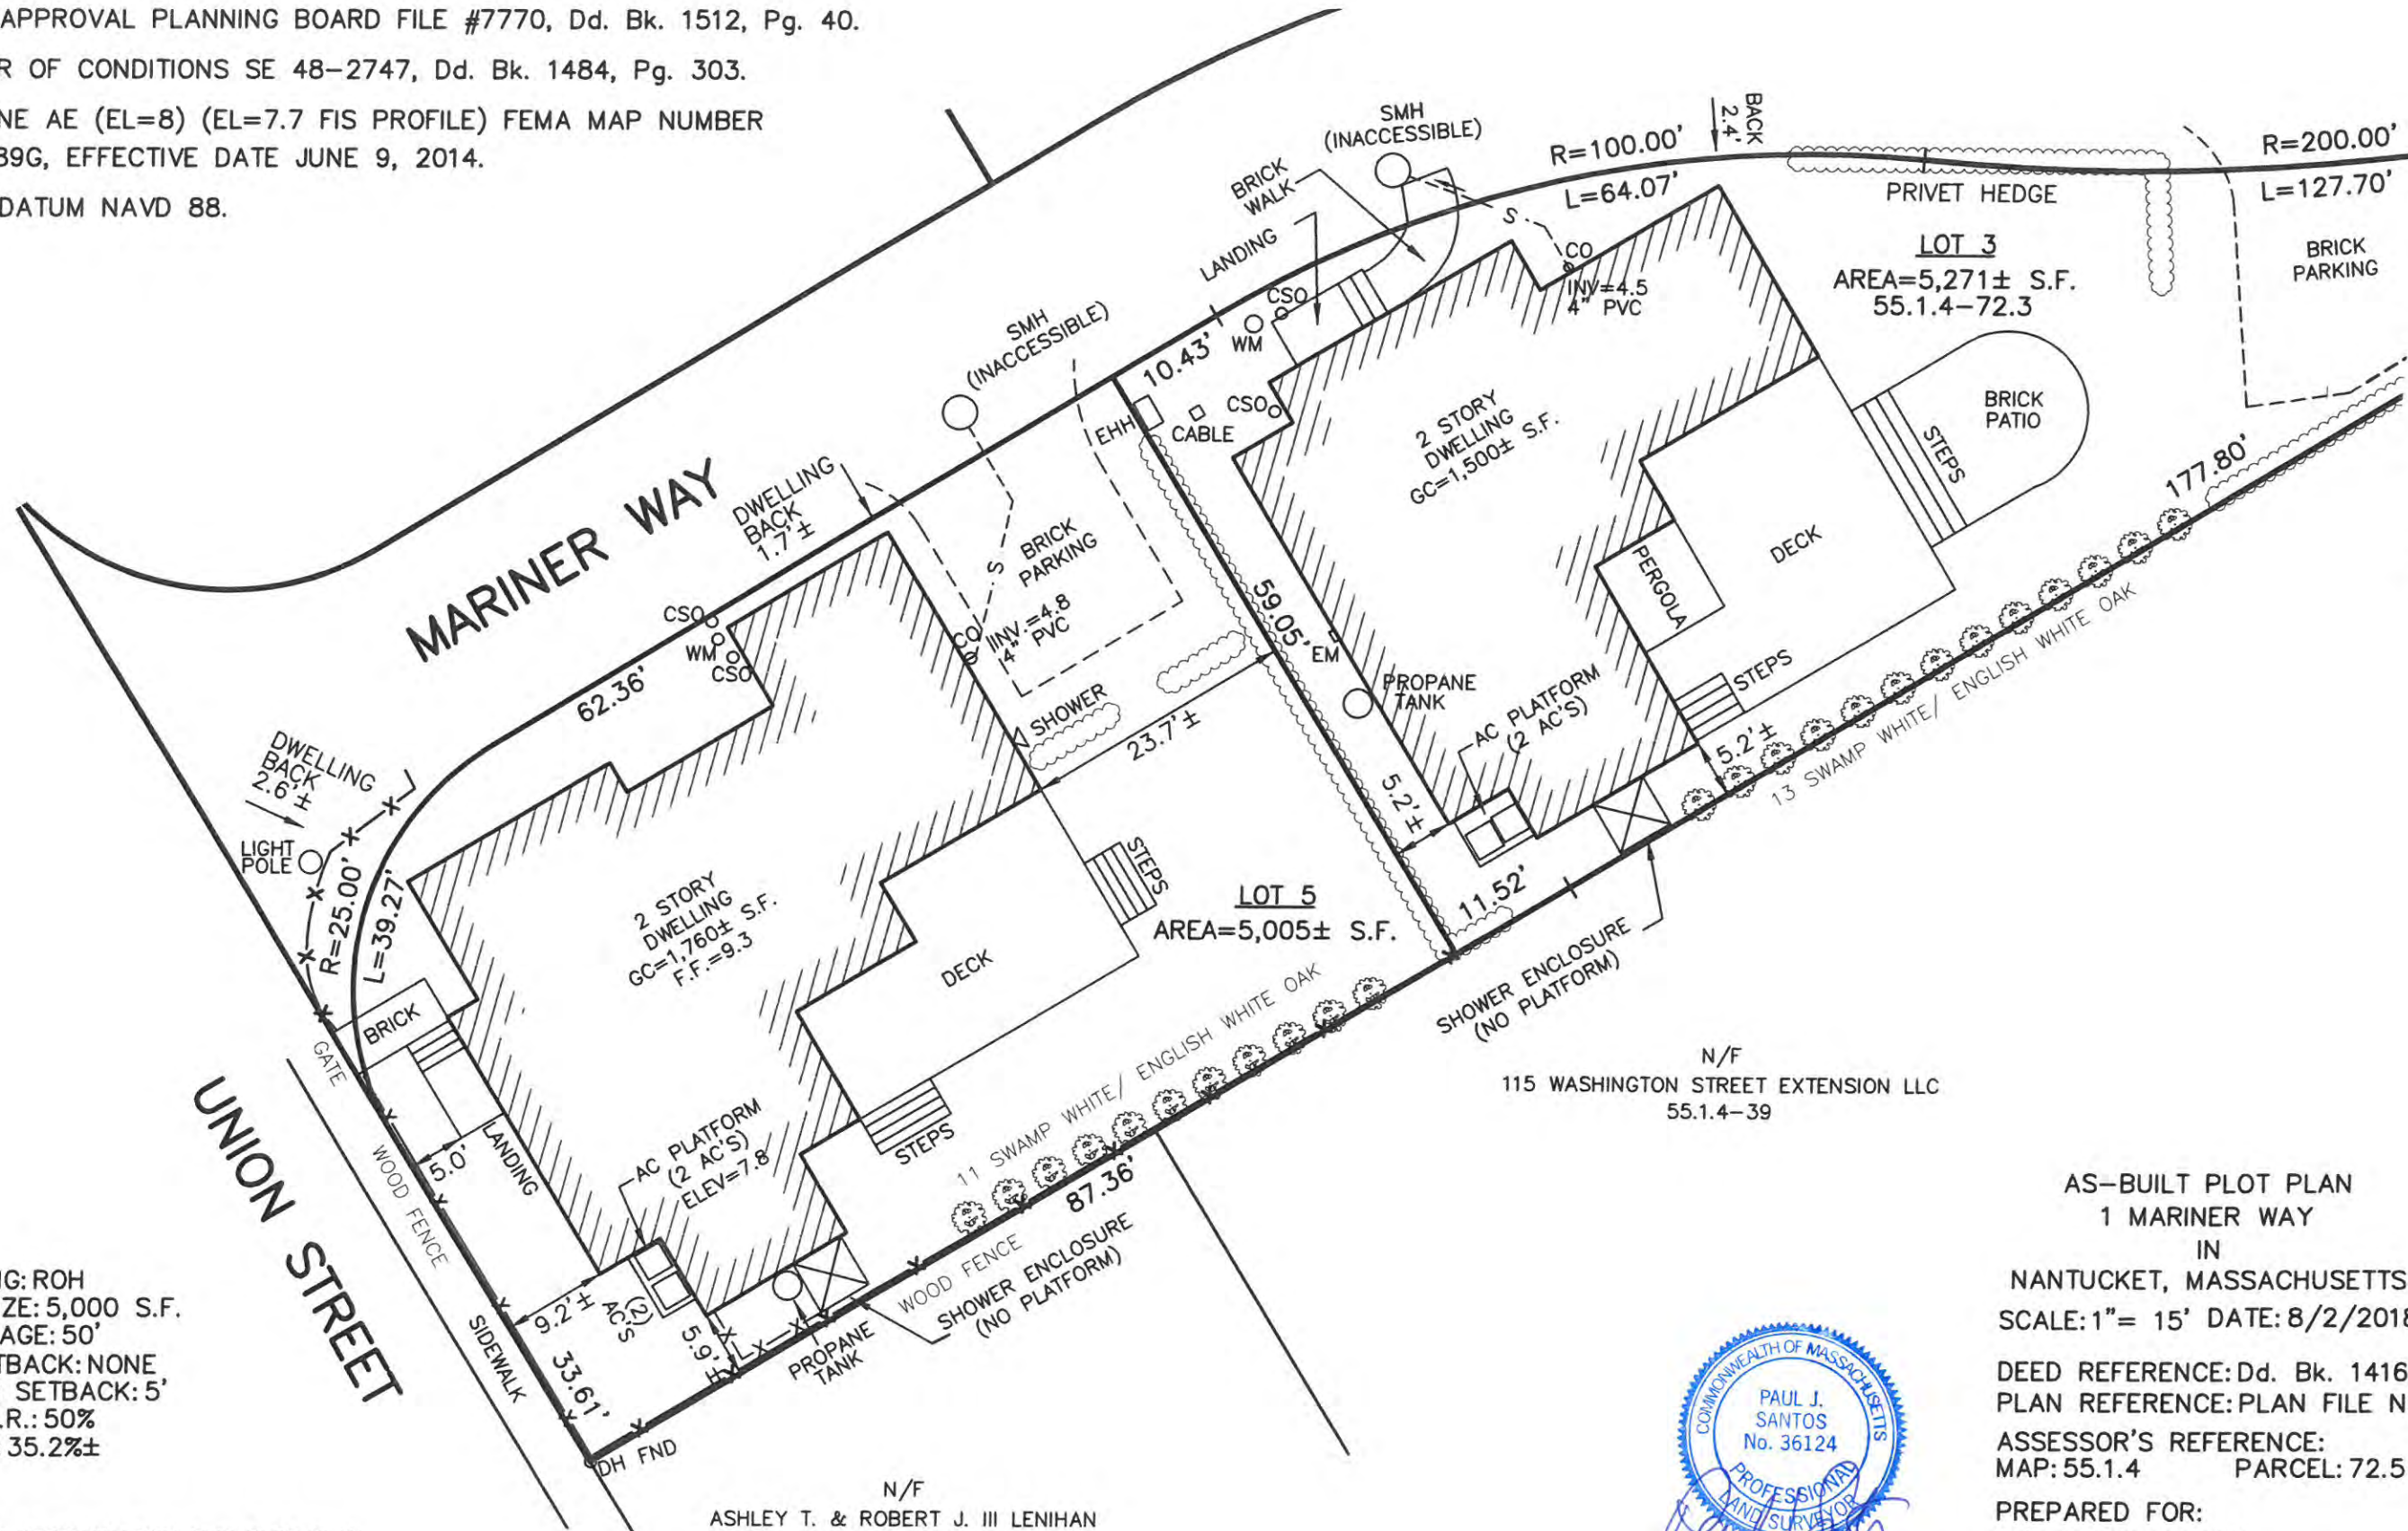 APPROVAL PLANNING BOARD FILE #7770, Dd. Bk. 1512, Pg. 40.
R OF CONDITIONS SE 48-2747, Dd. Bk. 1484, Pg. 303.
NE AE (EL=8) (EL=7.7 FIS PROFILE) FEMA MAP NUMBER
39G, EFFECTIVE DATE JUNE 9, 2014.
DATUM NAVD 88.
SMH
(INACCESSIBLE)
BRICK
WALK
LANDING
R=100.00'
L=64.07'
BACK
2.4'
PRIVET HEDGE
R=200.00'
L=127.70'
BRICK
PARKING
LOT 3
AREA=5,271± S.F.
55.1.4-72.3
S
CO
INV=4.5
4" PVC
CSO
WM
10.43'
CSO
CABLE
EHH
SMH
(INACCESSIBLE)
2 STORY
DWELLING
GC=1,500± S.F.
BRICK
PATIO
STEPS
177.80'
DECK
PERGOLA
STEPS
13 SWAMP WHITE/ ENGLISH WHITE OAK
MARINER WAY
DWELLING
BACK
1.7'±
BRICK
PARKING
S
CO
INV.=4.8
4" PVC
CSO
WM
CSO
62.36'
59.05'
EM
PROPANE
TANK
AC PLATFORM
(2 AC'S)
5.2'±
5.2'±
SHOWER
23.7'±
DWELLING
BACK
2.6'±
LIGHT
POLE
R=25.00'
L=39.27'
2 STORY
DWELLING
GC=1,760± S.F.
F.F.=9.3
STEPS
LOT 5
AREA=5,005± S.F.
11.52'
SHOWER ENCLOSURE
(NO PLATFORM)
DECK
BRICK
GATE
LANDING
5.0'
WOOD FENCE
AC PLATFORM
(2 AC'S)
ELEV=7.8
STEPS
11 SWAMP WHITE/ ENGLISH WHITE OAK
87.36'
WOOD FENCE
SHOWER ENCLOSURE
(NO PLATFORM)
UNION STREET
SIDEWALK
9.2'±
(2)
AC'S
5.9'±
PROPANE
TANK
33.61'
DH FND
N/F
115 WASHINGTON STREET EXTENSION LLC
55.1.4-39
N/F
ASHLEY T. & ROBERT J. III LENIHAN
G: ROH
ZE: 5,000 S.F.
AGE: 50'
TBACK: NONE
SETBACK: 5'
.R.: 50%
35.2%±
AS-BUILT PLOT PLAN
1 MARINER WAY
IN
NANTUCKET, MASSACHUSETTS
SCALE: 1"= 15' DATE: 8/2/2018
DEED REFERENCE: Dd. Bk. 1416
PLAN REFERENCE: PLAN FILE N
ASSESSOR'S REFERENCE:
MAP: 55.1.4 PARCEL: 72.5
PREPARED FOR:
COMMONWEALTH OF MASSACHUSETTS
PAUL J.
SANTOS
No. 36124
PROFESSIONAL
LAND SURVEYOR